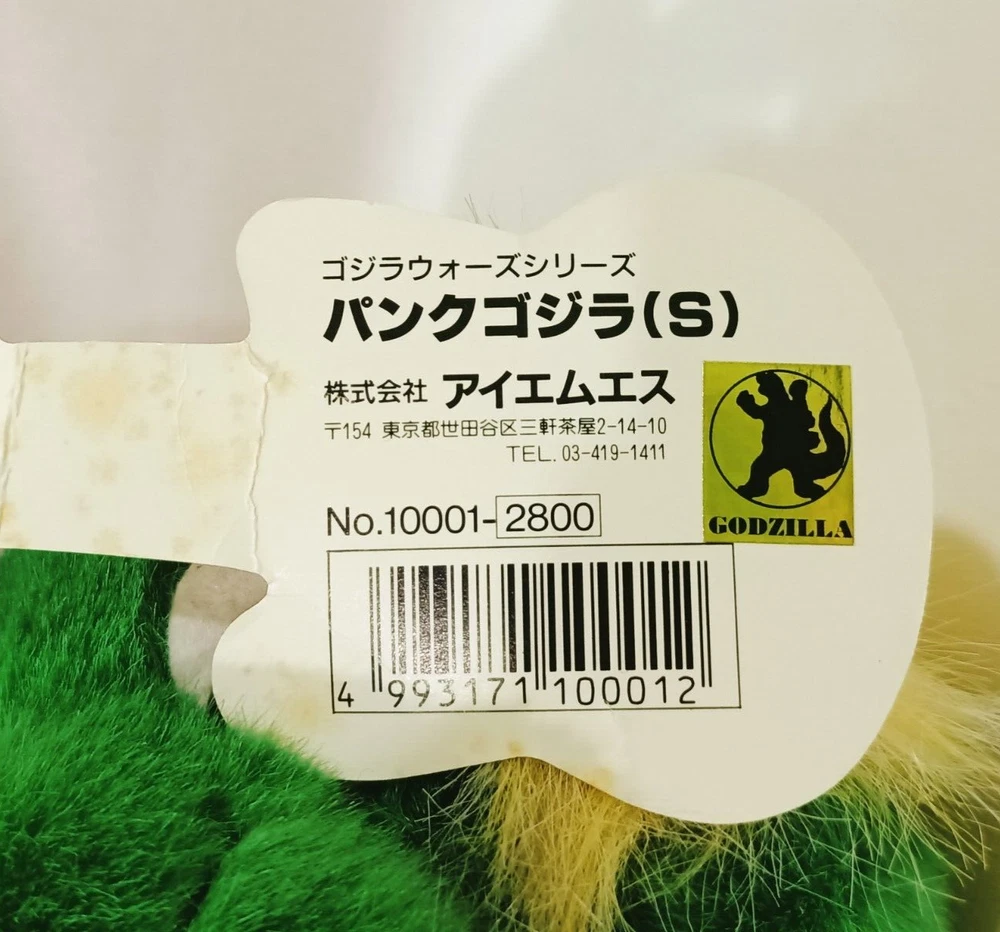 ゴジラウォーズシリーズ
パンクゴジラ(S)
株式会社 アイエムエス
〒154 東京都世田谷区三軒茶屋2-14-10
TEL. 03-419-1411
No.10001-2800
GODZILLA
4 993171 100012